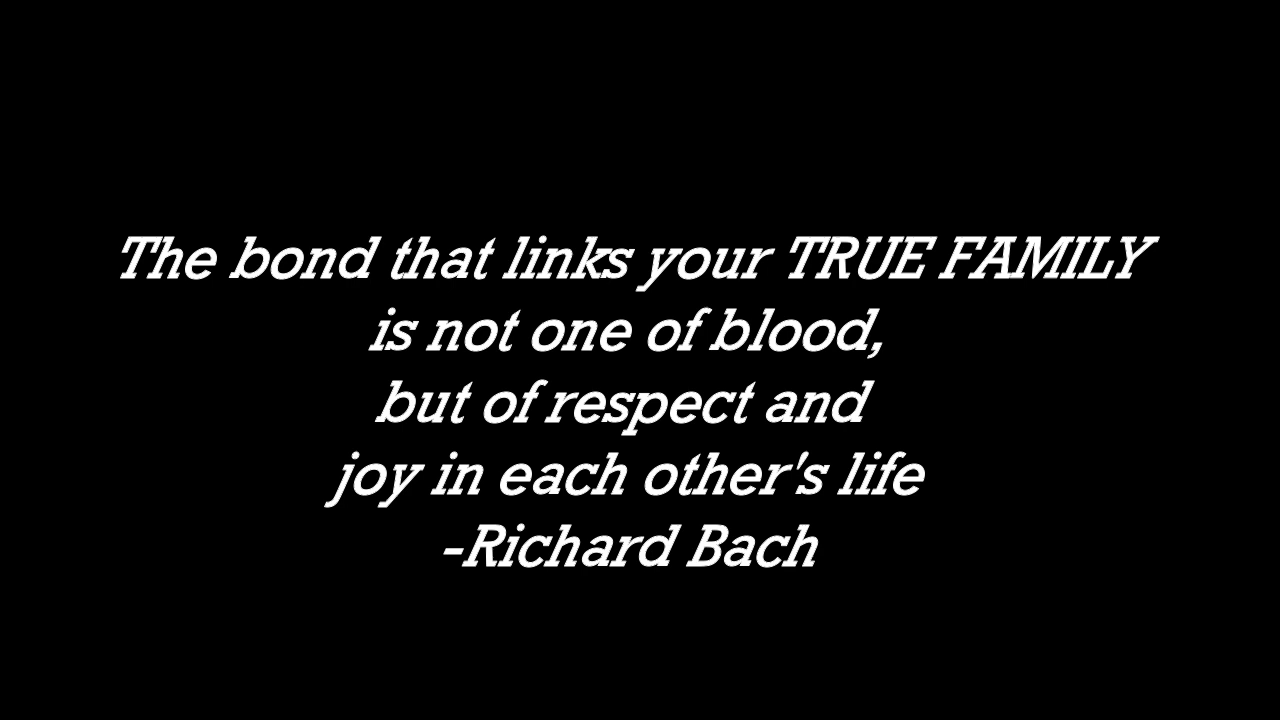 The bond that links your TRUE FAMILY
is not one of blood,
but of respect and
joy in each other's life
-Richard Bach